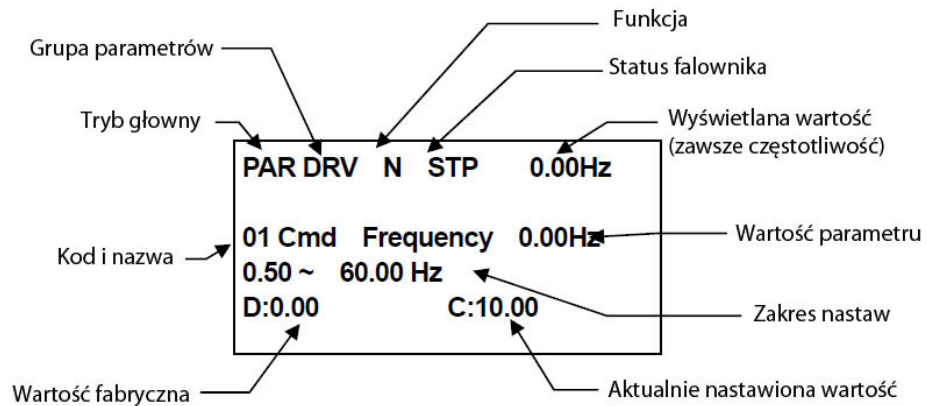 Funkcja
Grupa parametrów
Status falownika
Tryb głowny
Wyświetlana wartość
(zawsze częstotliwość)
PAR DRV N STP 0.00Hz
01 Cmd Frequency 0.00Hz
Wartość parametru
Kod i nazwa
0.50 ~ 60.00 Hz
D:0.00 C:10.00
Zakres nastaw
Wartość fabryczna
Aktualnie nastawiona wartość